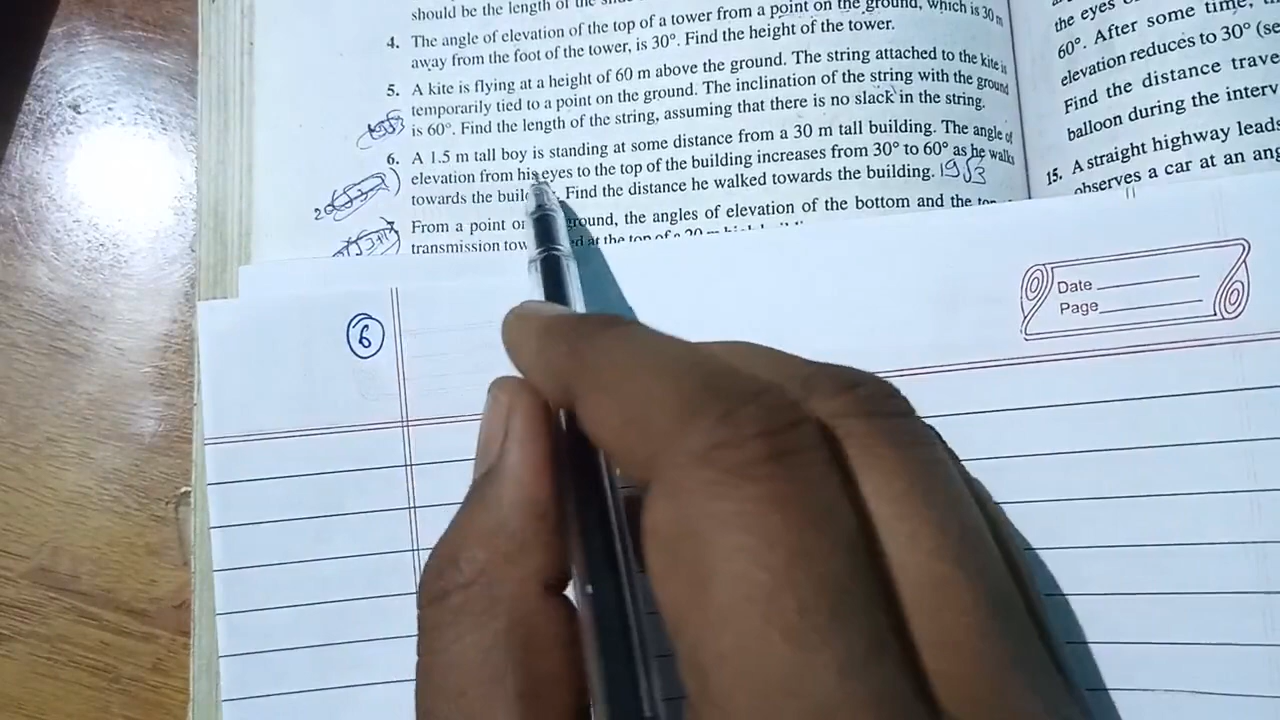 should be the length of the
4. The angle of elevation of the top of a tower from a point on the ground, which is 30 m
away from the foot of the tower, is 30°. Find the height of the tower.
5. A kite is flying at a height of 60 m above the ground. The string attached to the kite is
temporarily tied to a point on the ground. The inclination of the string with the ground
is 60°. Find the length of the string, assuming that there is no slack in the string.
6. A 1.5 m tall boy is standing at some distance from a 30 m tall building. The angle of
elevation from his eyes to the top of the building increases from 30° to 60° as he walks
towards the Find the distance he walked towards the building. 19√3
From a point ground, the angles of elevation of the bottom and the
transmission at the top of a 20 m
the eyes
60°. After some time,
elevation reduces to 30° (se
Find the distance trave
balloon during the interv
15. A straight highway leads
observes a car at an ang
6
Date
Page